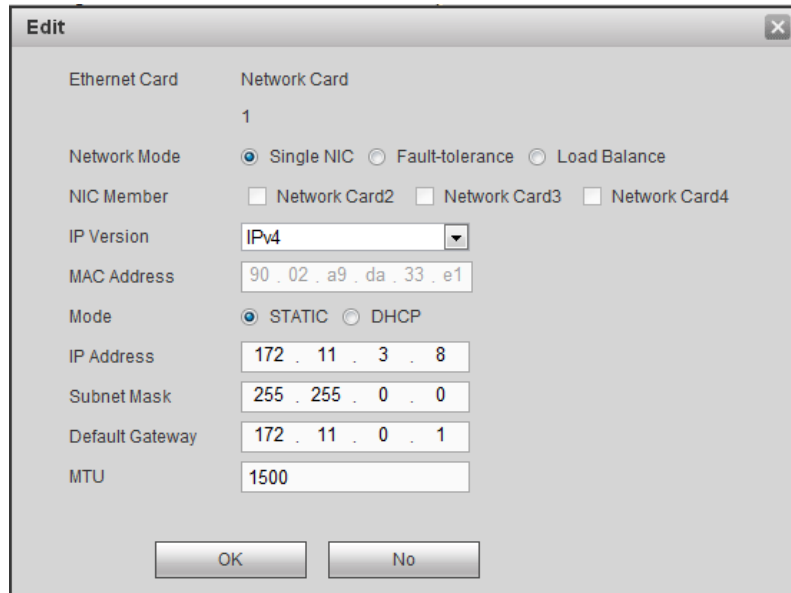 Edit
Ethernet Card Network Card
1
Network Mode Single NIC Fault-tolerance Load Balance
NIC Member Network Card2 Network Card3 Network Card4
IP Version IPv4
MAC Address 90 . 02 . a9 . da . 33 . e1
Mode STATIC DHCP
IP Address 172 . 11 . 3 . 8
Subnet Mask 255 . 255 . 0 . 0
Default Gateway 172 . 11 . 0 . 1
MTU 1500
OK No